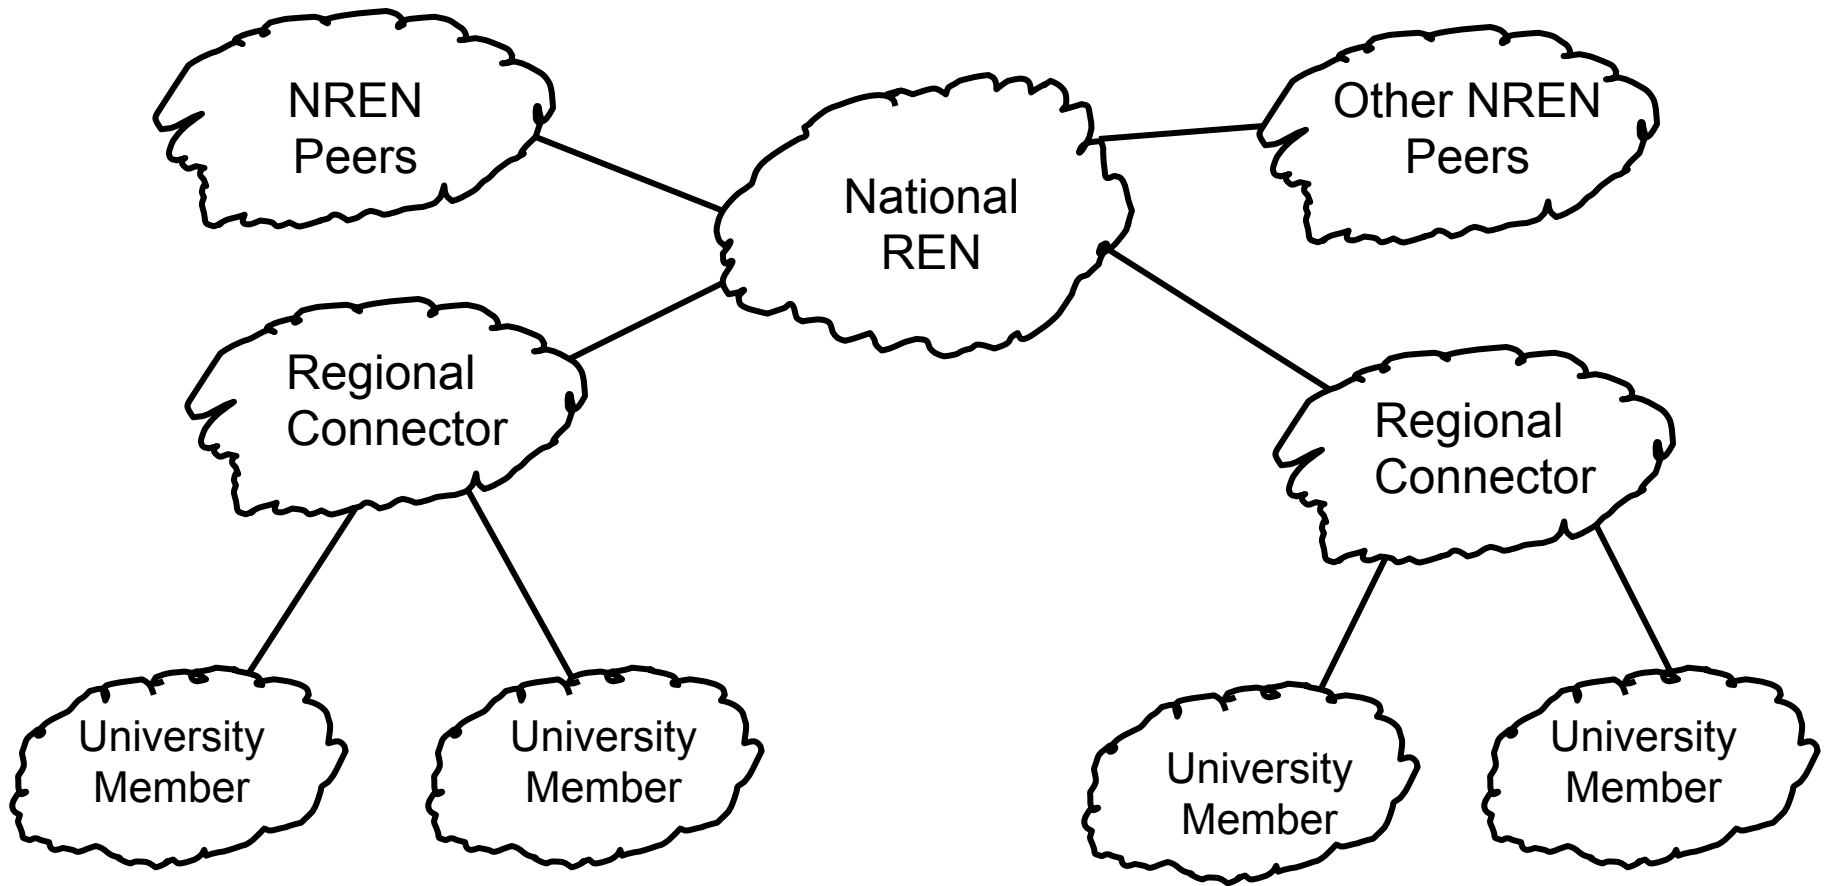 NREN
Peers
Other NREN
Peers
National
REN
Regional
Connector
Regional
Connector
University
Member
University
Member
University
Member
University
Member